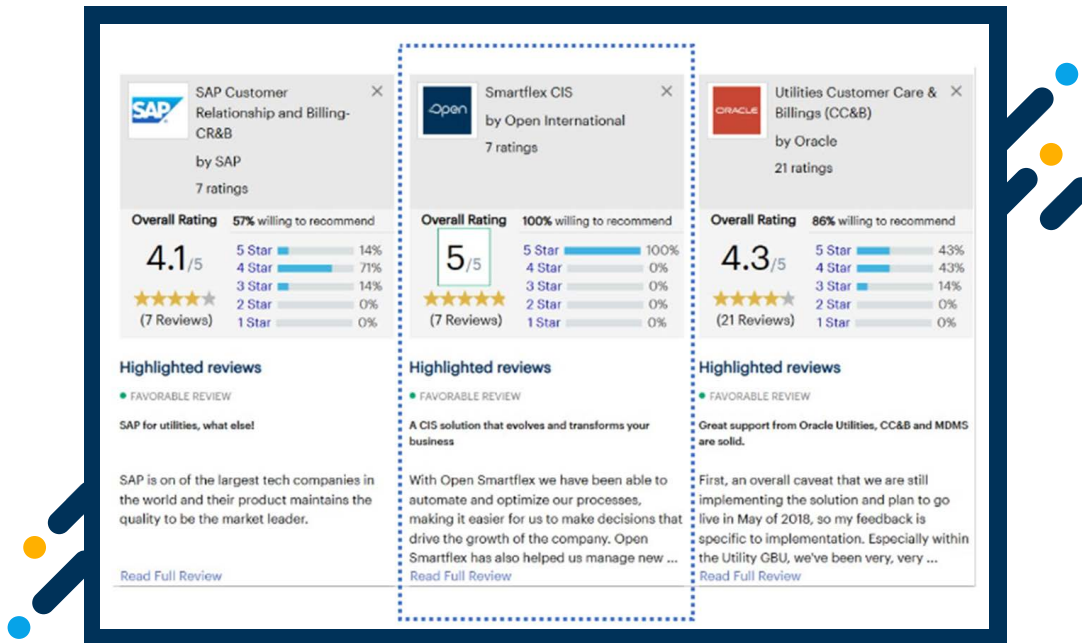 SAP
SAP Customer
Relationship and Billing-
CR&B
by SAP
7 ratings
Overall Rating
57% willing to recommend
4.1/5
(7 Reviews)
5 Star 14%
4 Star 71%
3 Star 14%
2 Star 0%
1 Star 0%
Highlighted reviews
FAVORABLE REVIEW
SAP for utilities, what else!
SAP is on of the largest tech companies in
the world and their product maintains the
quality to be the market leader.
Read Full Review
Open
Smartflex CIS
by Open International
7 ratings
Overall Rating
100% willing to recommend
5/5
(7 Reviews)
5 Star 100%
4 Star 0%
3 Star 0%
2 Star 0%
1 Star 0%
Highlighted reviews
FAVORABLE REVIEW
A CIS solution that evolves and transforms your
business
With Open Smartflex we have been able to
automate and optimize our processes,
making it easier for us to make decisions that
drive the growth of the company. Open
Smartflex has also helped us manage new ...
Read Full Review
ORACLE
Utilities Customer Care &
Billings (CC&B)
by Oracle
21 ratings
Overall Rating
86% willing to recommend
4.3/5
(21 Reviews)
5 Star 43%
4 Star 43%
3 Star 14%
2 Star 0%
1 Star 0%
Highlighted reviews
FAVORABLE REVIEW
Great support from Oracle Utilities, CC&B and MDMS
are solid.
First, an overall caveat that we are still
implementing the solution and plan to go
live in May of 2018, so my feedback is
specific to implementation. Especially within
the Utility GBU, we've been very, very ...
Read Full Review